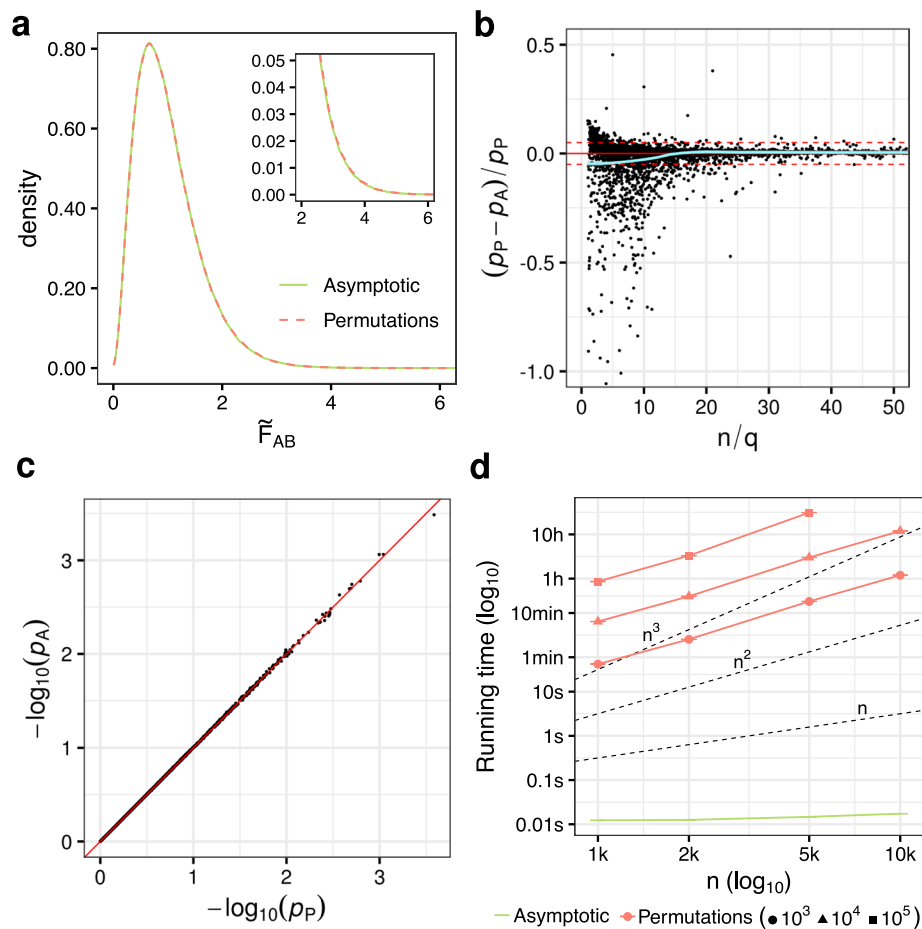 a
0.80
0.60
0.40
0.20
0.00
density
0
2
4
6
F̃AB
0.05
0.04
0.03
0.02
0.01
0.00
2
4
6
Asymptotic
Permutations
b
0.5
0.0
-0.5
-1.0
(pP − pA) / pP
0
10
20
30
40
50
n/q
c
3
2
1
0
−log10(pA)
0
1
2
3
−log10(pP)
d
10h
1h
10min
1min
10s
1s
0.1s
0.01s
Running time (log10)
n³
n²
n
1k
2k
5k
10k
n (log10)
Asymptotic Permutations (● 10³ ▲ 10⁴ ■ 10⁵)